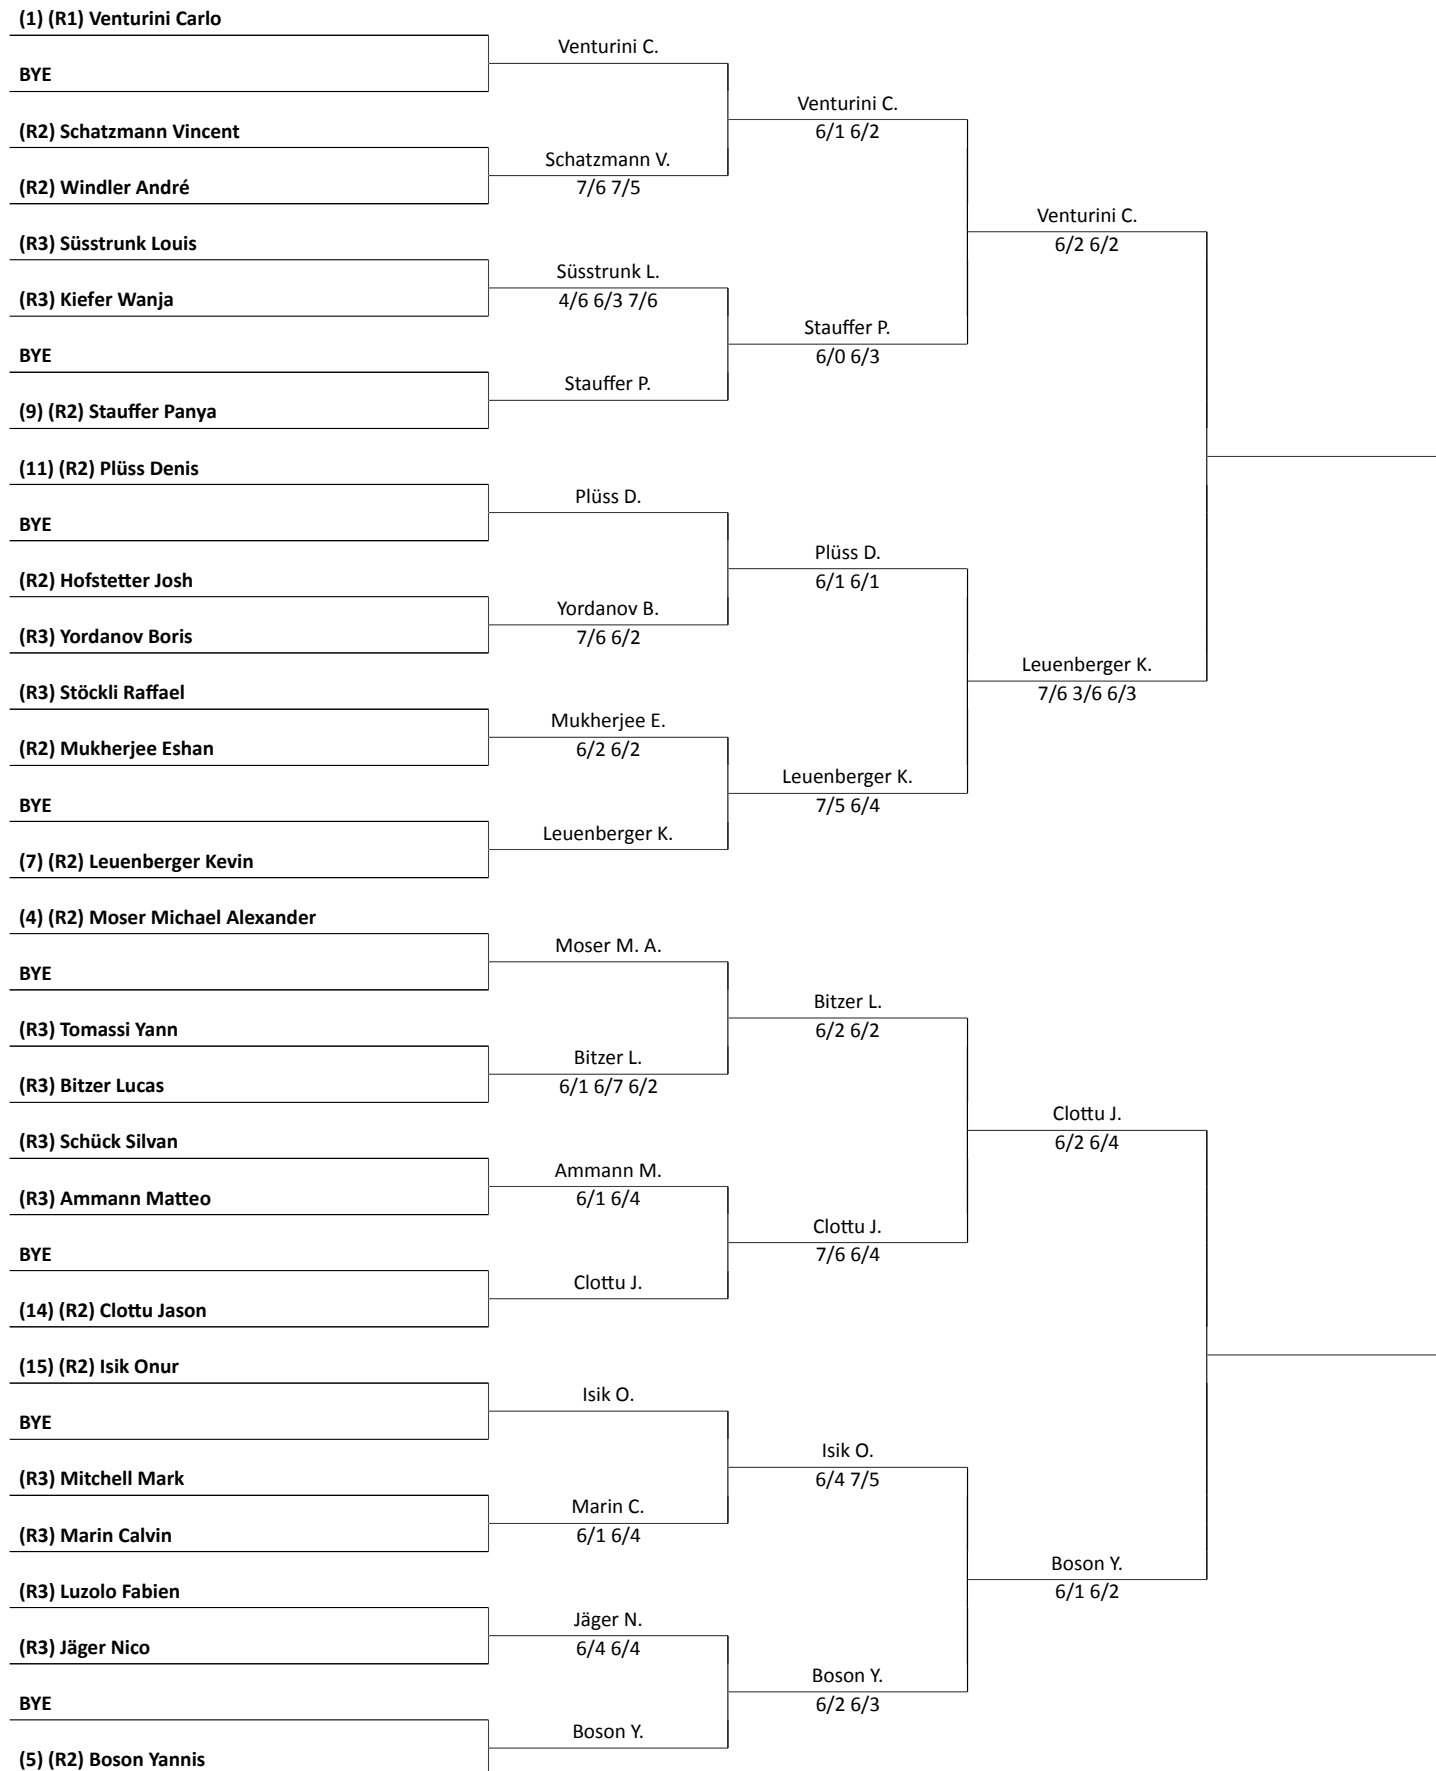 (1) (R1) Venturini Carlo
BYE
(R2) Schatzmann Vincent
(R2) Windler André
(R3) Süsstrunk Louis
(R3) Kiefer Wanja
BYE
(9) (R2) Stauffer Panya
(11) (R2) Plüss Denis
BYE
(R2) Hofstetter Josh
(R3) Yordanov Boris
(R3) Stöckli Raffael
(R2) Mukherjee Eshan
BYE
(7) (R2) Leuenberger Kevin
(4) (R2) Moser Michael Alexander
BYE
(R3) Tomassi Yann
(R3) Bitzer Lucas
(R3) Schück Silvan
(R3) Ammann Matteo
BYE
(14) (R2) Clottu Jason
(15) (R2) Isik Onur
BYE
(R3) Mitchell Mark
(R3) Marin Calvin
(R3) Luzolo Fabien
(R3) Jäger Nico
BYE
(5) (R2) Boson Yannis
Venturini C.
Schatzmann V.
7/6 7/5
Süsstrunk L.
4/6 6/3 7/6
Stauffer P.
Plüss D.
Yordanov B.
7/6 6/2
Mukherjee E.
6/2 6/2
Leuenberger K.
Moser M. A.
Bitzer L.
6/1 6/7 6/2
Ammann M.
6/1 6/4
Clottu J.
Isik O.
Marin C.
6/1 6/4
Jäger N.
6/4 6/4
Boson Y.
Venturini C.
6/1 6/2
Stauffer P.
6/0 6/3
Plüss D.
6/1 6/1
Leuenberger K.
7/5 6/4
Bitzer L.
6/2 6/2
Clottu J.
7/6 6/4
Isik O.
6/4 7/5
Boson Y.
6/2 6/3
Venturini C.
6/2 6/2
Leuenberger K.
7/6 3/6 6/3
Clottu J.
6/2 6/4
Boson Y.
6/1 6/2